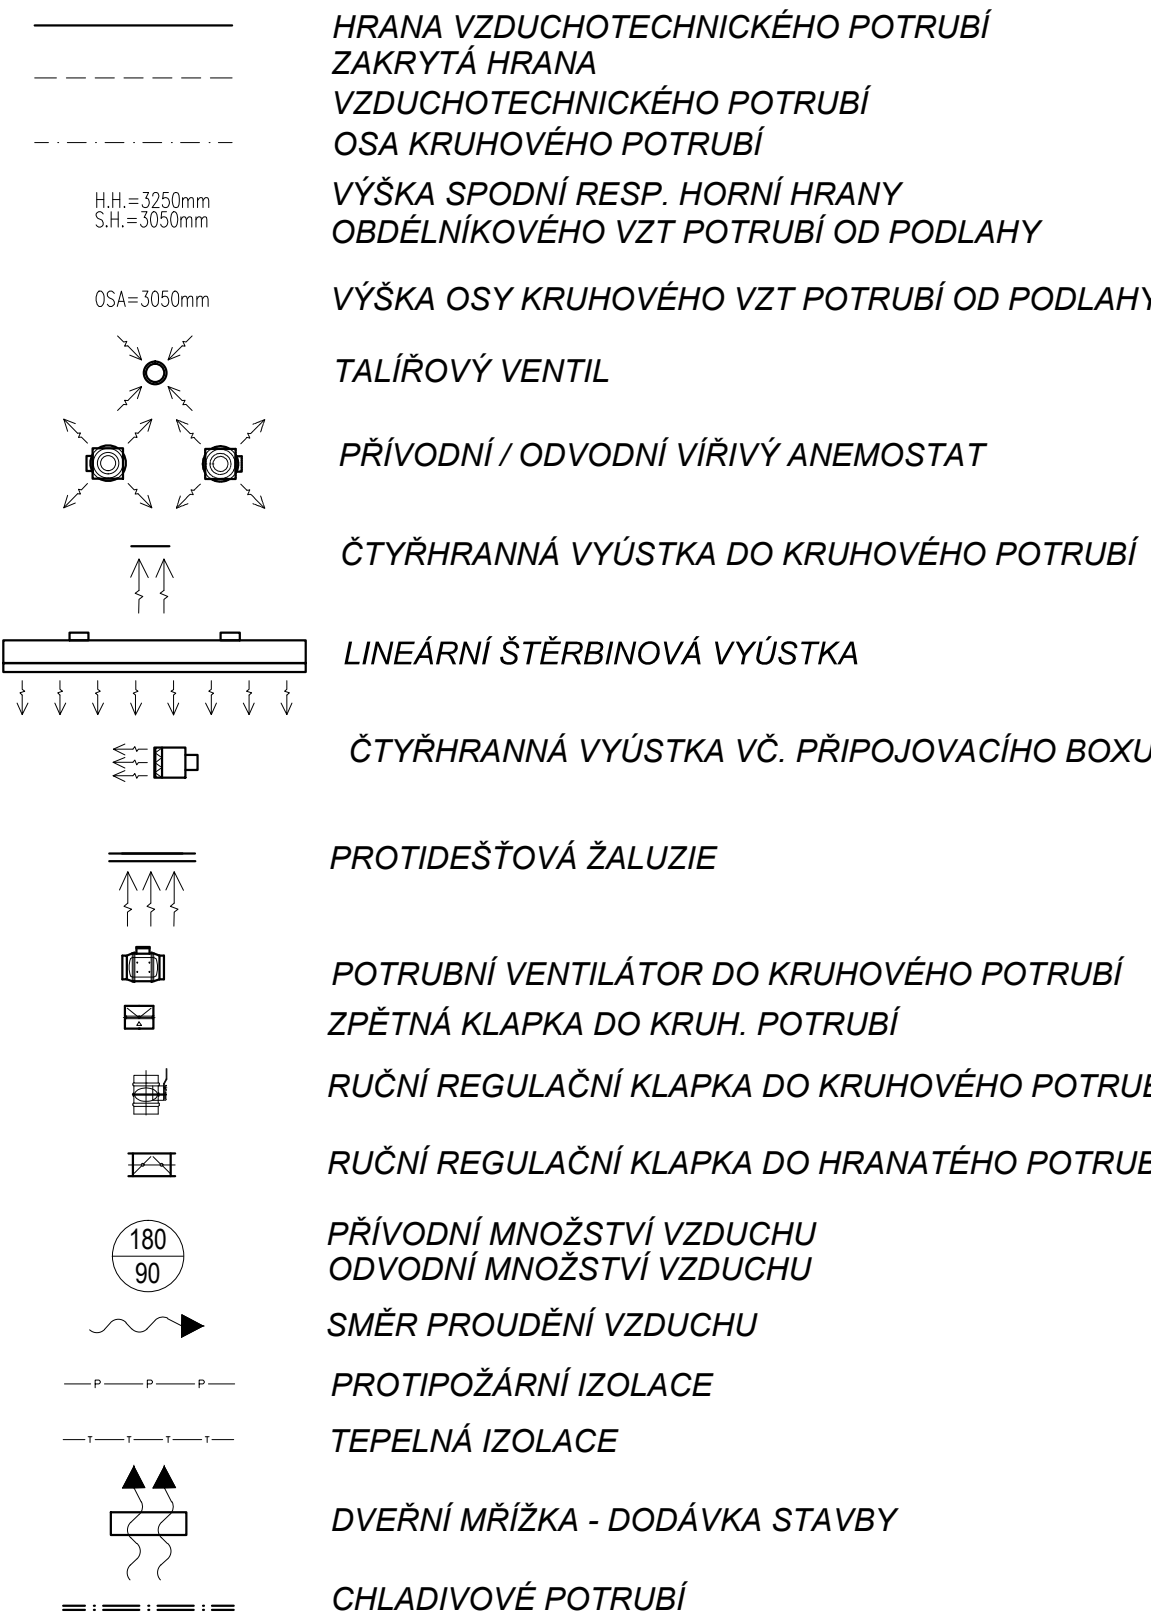 HRANA VZDUCHOTECHNICKÉHO POTRUBÍ
ZAKRYTÁ HRANA
VZDUCHOTECHNICKÉHO POTRUBÍ
OSA KRUHOVÉHO POTRUBÍ
H.H.=3250mm
S.H.=3050mm
VÝŠKA SPODNÍ RESP. HORNÍ HRANY
OBDÉLNÍKOVÉHO VZT POTRUBÍ OD PODLAHY
OSA=3050mm
VÝŠKA OSY KRUHOVÉHO VZT POTRUBÍ OD PODLAHY
TALÍŘOVÝ VENTIL
PŘÍVODNÍ / ODVODNÍ VÍŘIVÝ ANEMOSTAT
ČTYŘHRANNÁ VYÚSTKA DO KRUHOVÉHO POTRUBÍ
LINEÁRNÍ ŠTĚRBINOVÁ VYÚSTKA
ČTYŘHRANNÁ VYÚSTKA VČ. PŘIPOJOVACÍHO BOXU
PROTIDEŠŤOVÁ ŽALUZIE
POTRUBNÍ VENTILÁTOR DO KRUHOVÉHO POTRUBÍ
ZPĚTNÁ KLAPKA DO KRUH. POTRUBÍ
RUČNÍ REGULAČNÍ KLAPKA DO KRUHOVÉHO POTRUB
RUČNÍ REGULAČNÍ KLAPKA DO HRANATÉHO POTRUB
180
90
PŘÍVODNÍ MNOŽSTVÍ VZDUCHU
ODVODNÍ MNOŽSTVÍ VZDUCHU
SMĚR PROUDĚNÍ VZDUCHU
P P P
PROTIPOŽÁRNÍ IZOLACE
T T T T
TEPELNÁ IZOLACE
DVEŘNÍ MŘÍŽKA - DODÁVKA STAVBY
CHLADIVOVÉ POTRUBÍ